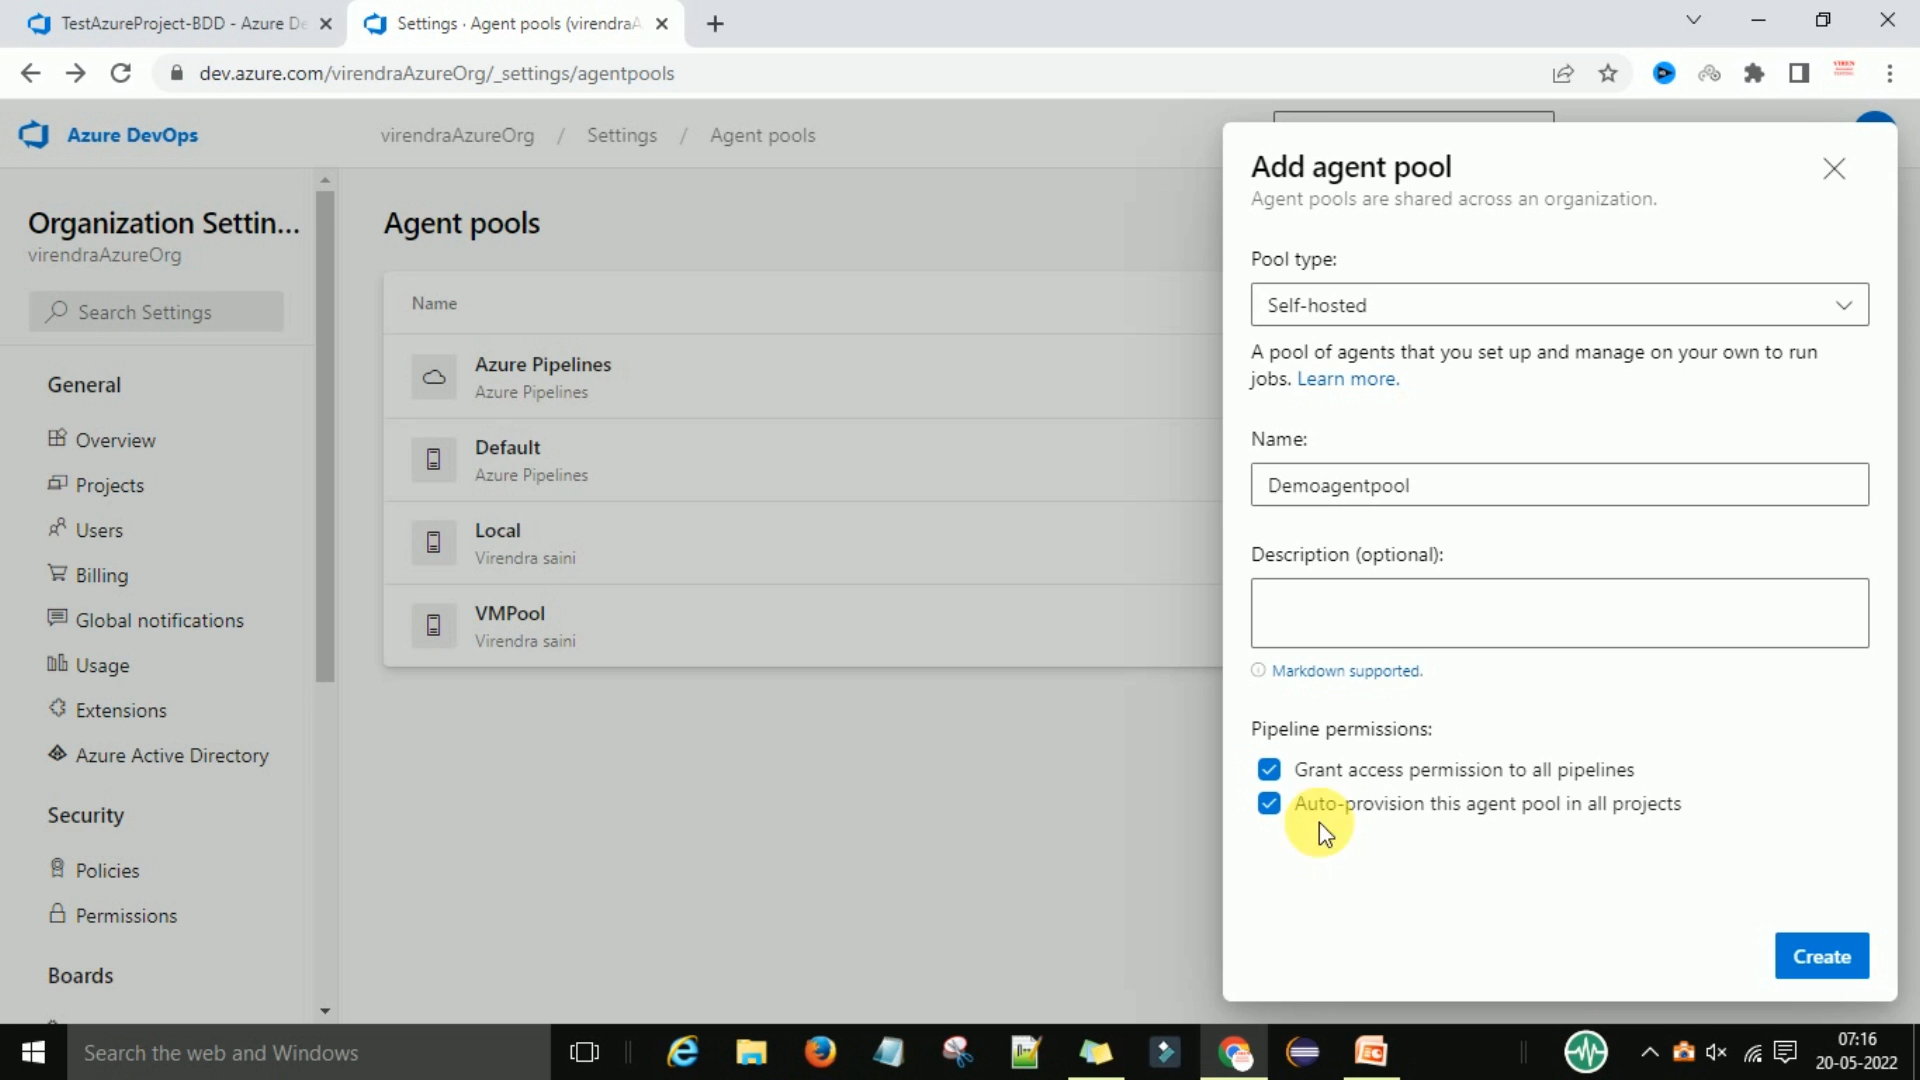 TestAzureProject-BDD - Azure De
Settings · Agent pools (virendraA
dev.azure.com/virendraAzureOrg/_settings/agentpools
Azure DevOps
virendraAzureOrg / Settings / Agent pools
Organization Settin...
virendraAzureOrg
Search Settings
General
Overview
Projects
Users
Billing
Global notifications
Usage
Extensions
Azure Active Directory
Security
Policies
Permissions
Boards
Agent pools
Name
Azure Pipelines
Azure Pipelines
Default
Azure Pipelines
Local
Virendra saini
VMPool
Virendra saini
Add agent pool
Agent pools are shared across an organization.
Pool type:
Self-hosted
A pool of agents that you set up and manage on your own to run
jobs. Learn more.
Name:
Demoagentpool
Description (optional):
Markdown supported.
Pipeline permissions:
Grant access permission to all pipelines
Auto-provision this agent pool in all projects
Create
Search the web and Windows
07:16
20-05-2022